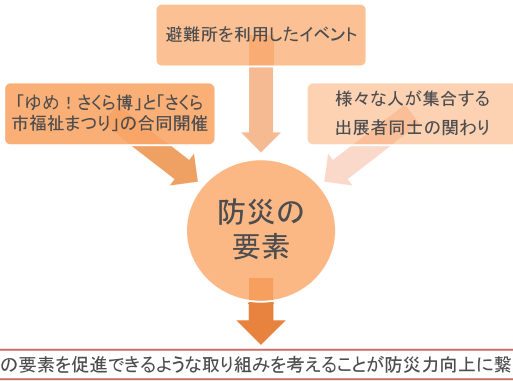 避難所を利用したイベント
「ゆめ！さくら博」と「さくら
市福祉まつり」の合同開催
様々な人が集合する
出展者同士の関わり
防災の
要素
の要素を促進できるような取り組みを考えることが防災力向上に繋